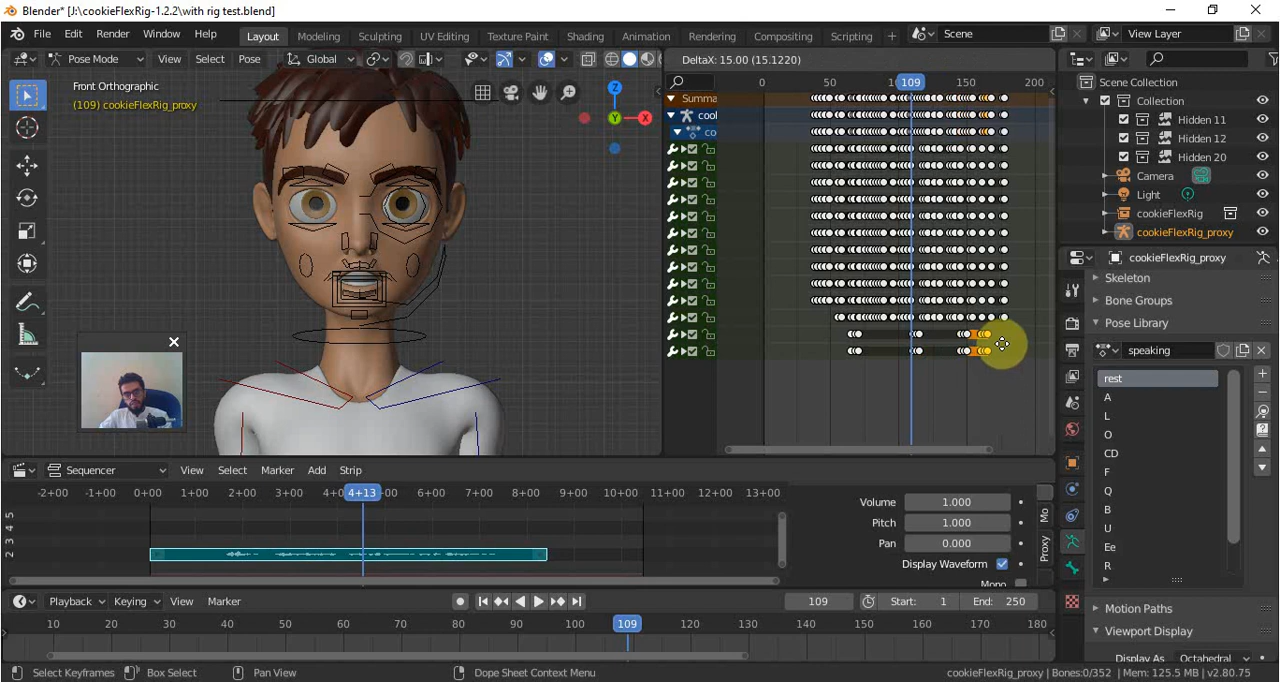 Blender* [J:\cookieFlexRig-1.2.2\with rig test.blend]
File Edit Render Window Help Layout Modeling Sculpting UV Editing Texture Paint Shading Animation Rendering Compositing Scripting + Scene View Layer
Pose Mode View Select Pose Global DeltaX: 15.00 (15.1220)
Front Orthographic
(109) cookieFlexRig_proxy
Z
Y X
0 50 109 150 200
Summa
cool
co
Scene Collection
Collection
Hidden 11
Hidden 12
Hidden 20
Camera
Light
cookieFlexRig
cookieFlexRig_proxy
cookieFlexRig_proxy
Skeleton
Bone Groups
Pose Library
speaking
rest
A
L
O
CD
F
Q
B
U
Ee
R
Motion Paths
Viewport Display
Display As Octahedral
Sequencer View Select Marker Add Strip
-2+00 -1+00 0+00 1+00 2+00 3+00 4+13 6+00 7+00 8+00 9+00 10+00 11+00 12+00 13+00
5
4
3
2
Volume 1.000
Pitch 1.000
Pan 0.000
Display Waveform
Mono
Mo
Proxy
Playback Keying View Marker 109 Start: 1 End: 250
10 20 30 40 50 60 70 80 90 100 109 120 130 140 150 160 170 180
Select Keyframes Box Select Pan View Dope Sheet Context Menu cookieFlexRig_proxy | Bones:0/352 | Mem: 125.5 MB | v2.80.75